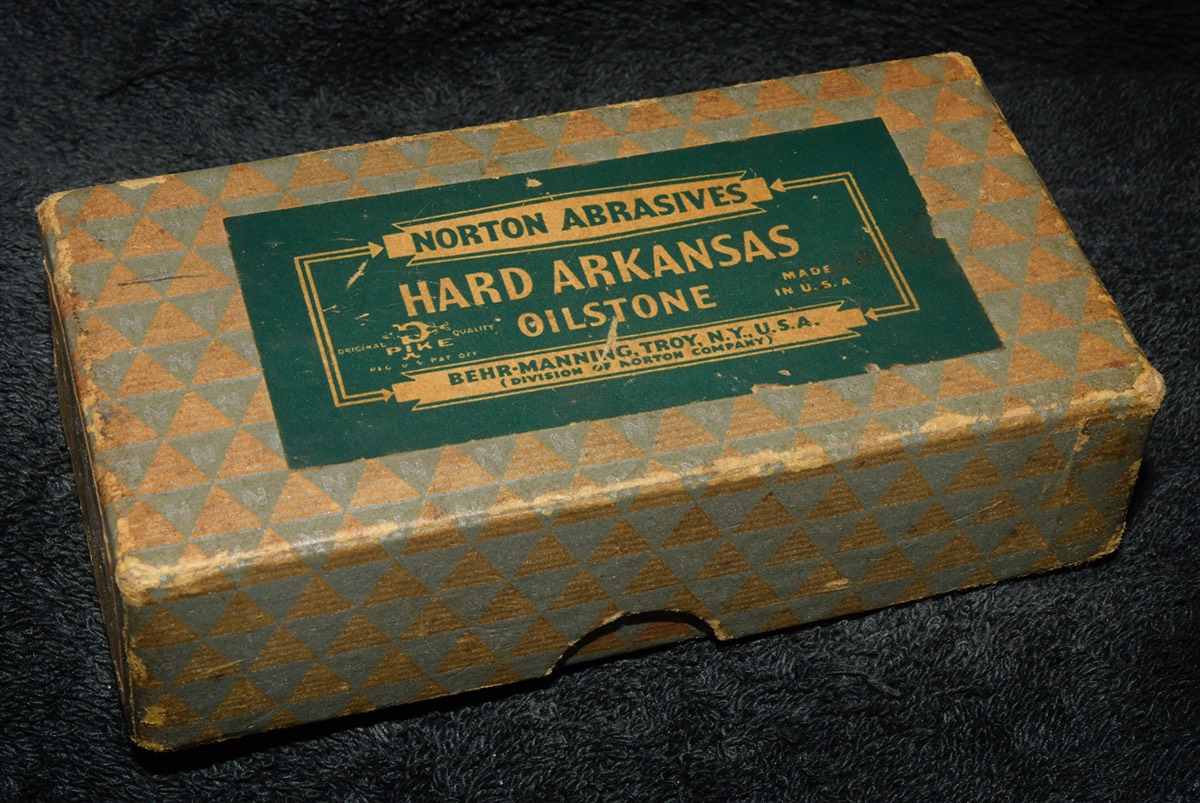 NORTON ABRASIVES
HARD ARKANSAS
OILSTONE
MADE
IN U.S.A
ORIGINAL PIKE QUALITY
REG U.S. PAT OFF
BEHR-MANNING, TROY, N.Y., U.S.A.
(DIVISION OF NORTON COMPANY)